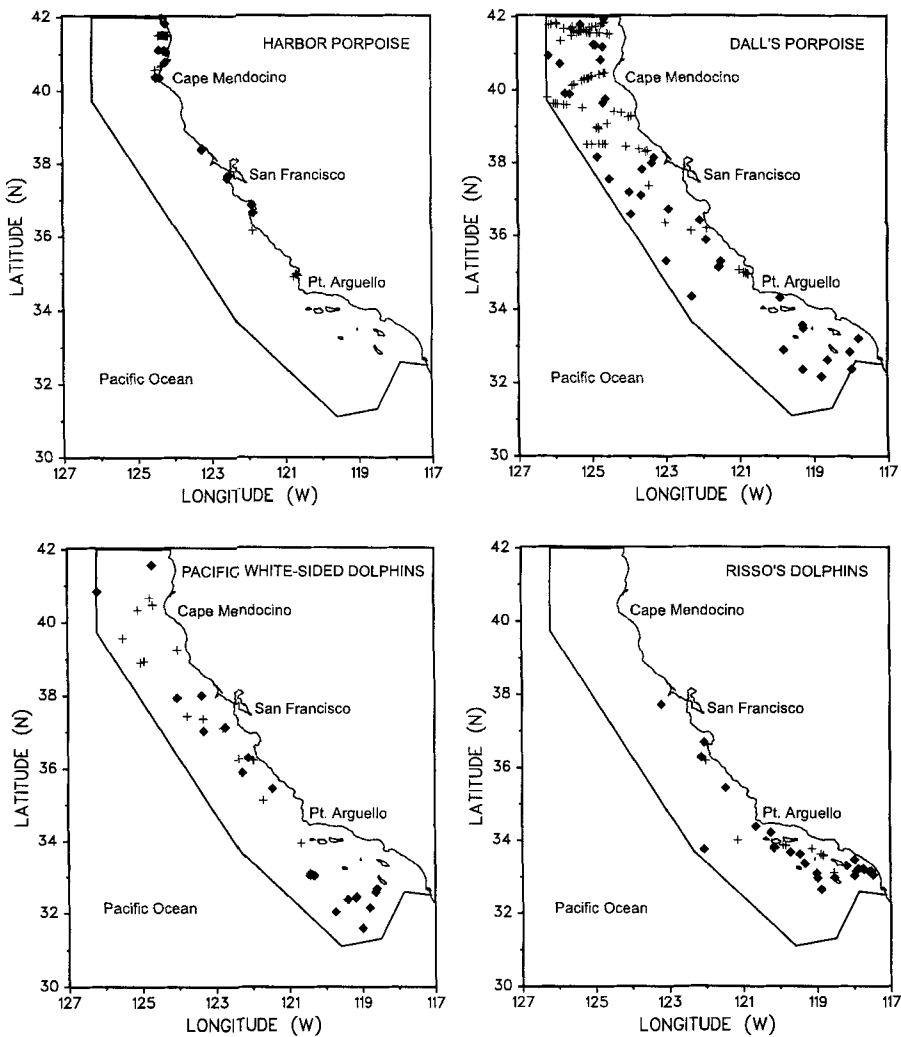 HARBOR PORPOISE
Cape Mendocino
San Francisco
Pt. Arguello
Pacific Ocean
LATITUDE (N)
42
40
38
36
34
32
30
127 125 123 121 119 117
LONGITUDE (W)
DALL'S PORPOISE
Cape Mendocino
San Francisco
Pt. Arguello
Pacific Ocean
LATITUDE (N)
42
40
38
36
34
32
30
127 125 123 121 119 117
LONGITUDE (W)
PACIFIC WHITE-SIDED DOLPHINS
Cape Mendocino
San Francisco
Pt. Arguello
Pacific Ocean
LATITUDE (N)
42
40
38
36
34
32
30
127 125 123 121 119 117
LONGITUDE (W)
RISSO'S DOLPHINS
Cape Mendocino
San Francisco
Pt. Arguello
Pacific Ocean
LATITUDE (N)
42
40
38
36
34
32
30
127 125 123 121 119 117
LONGITUDE (W)